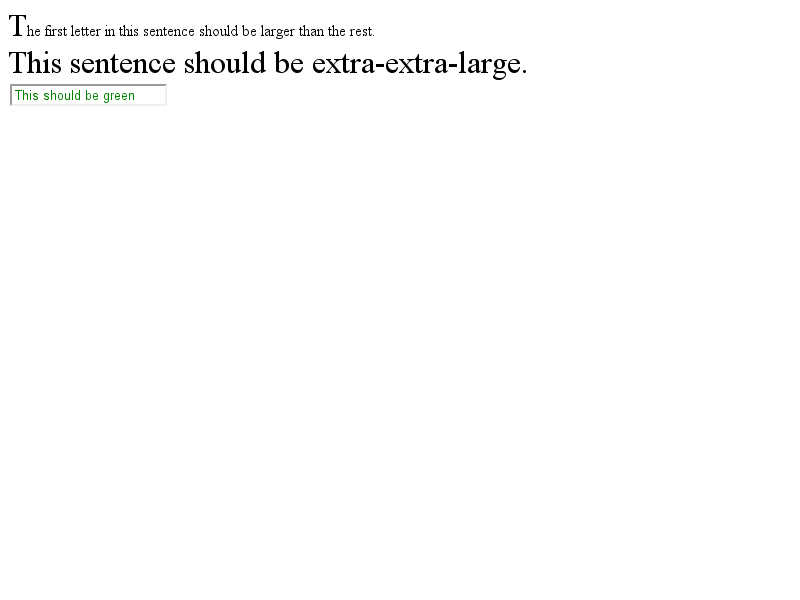 The first letter in this sentence should be larger than the rest.
This sentence should be extra-extra-large.
This should be green